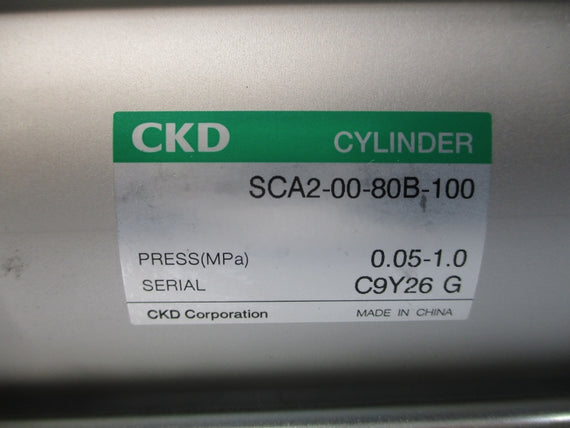 CKD CYLINDER
SCA2-00-80B-100
PRESS(MPa) 0.05-1.0
SERIAL C9Y26 G
CKD Corporation MADE IN CHINA